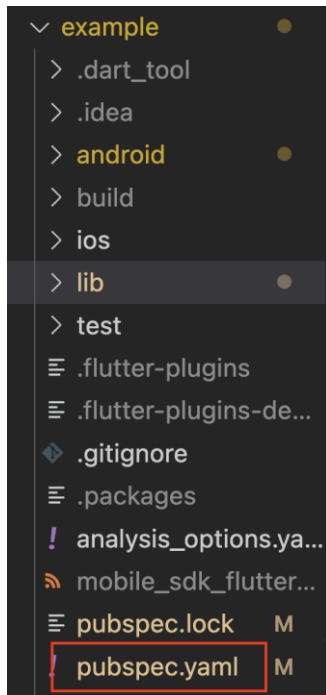 example
.dart_tool
.idea
android
build
ios
lib
test
.flutter-plugins
.flutter-plugins-de...
.gitignore
.packages
analysis_options.ya...
mobile_sdk_flutter...
pubspec.lock M
pubspec.yaml M